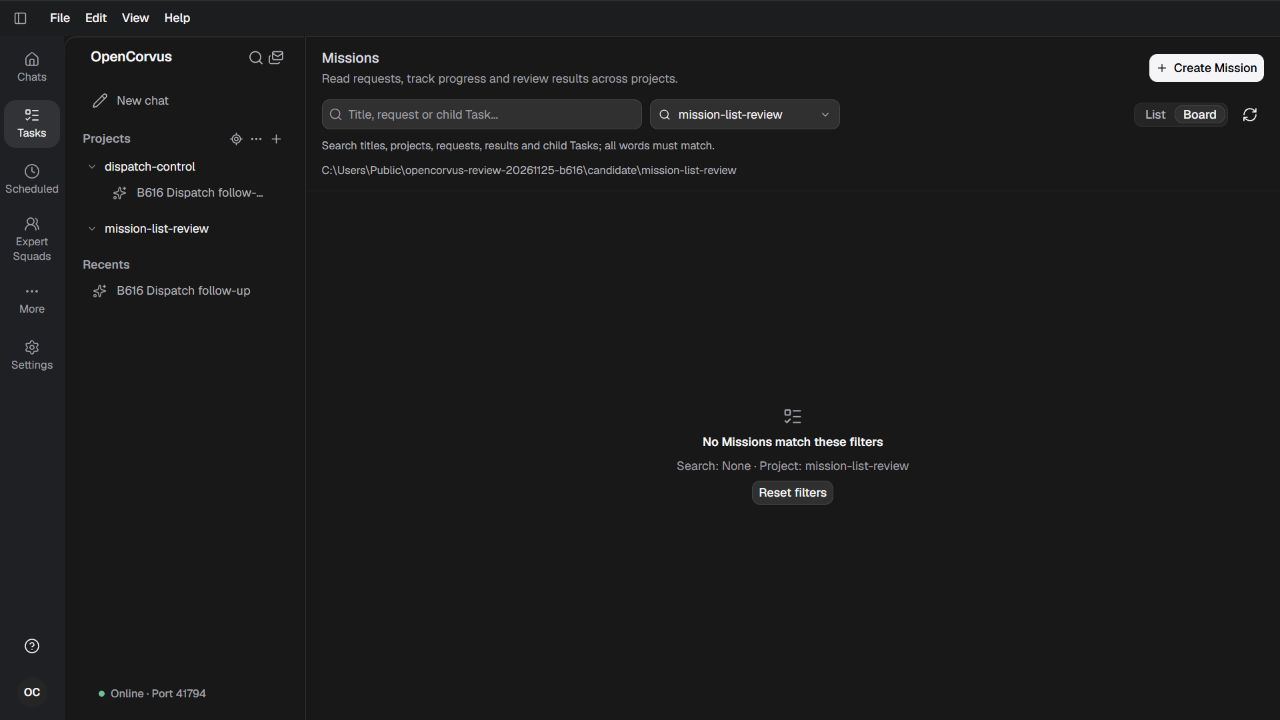 File Edit View Help
Chats
Tasks
Scheduled
Expert
Squads
More
Settings
OC
OpenCorvus
New chat
Projects
dispatch-control
B616 Dispatch follow-...
mission-list-review
Recents
B616 Dispatch follow-up
Online · Port 41794
Missions
Read requests, track progress and review results across projects.
Create Mission
Title, request or child Task...
mission-list-review
List Board
Search titles, projects, requests, results and child Tasks; all words must match.
C:\Users\Public\opencorvus-review-20261125-b616\candidate\mission-list-review
No Missions match these filters
Search: None · Project: mission-list-review
Reset filters